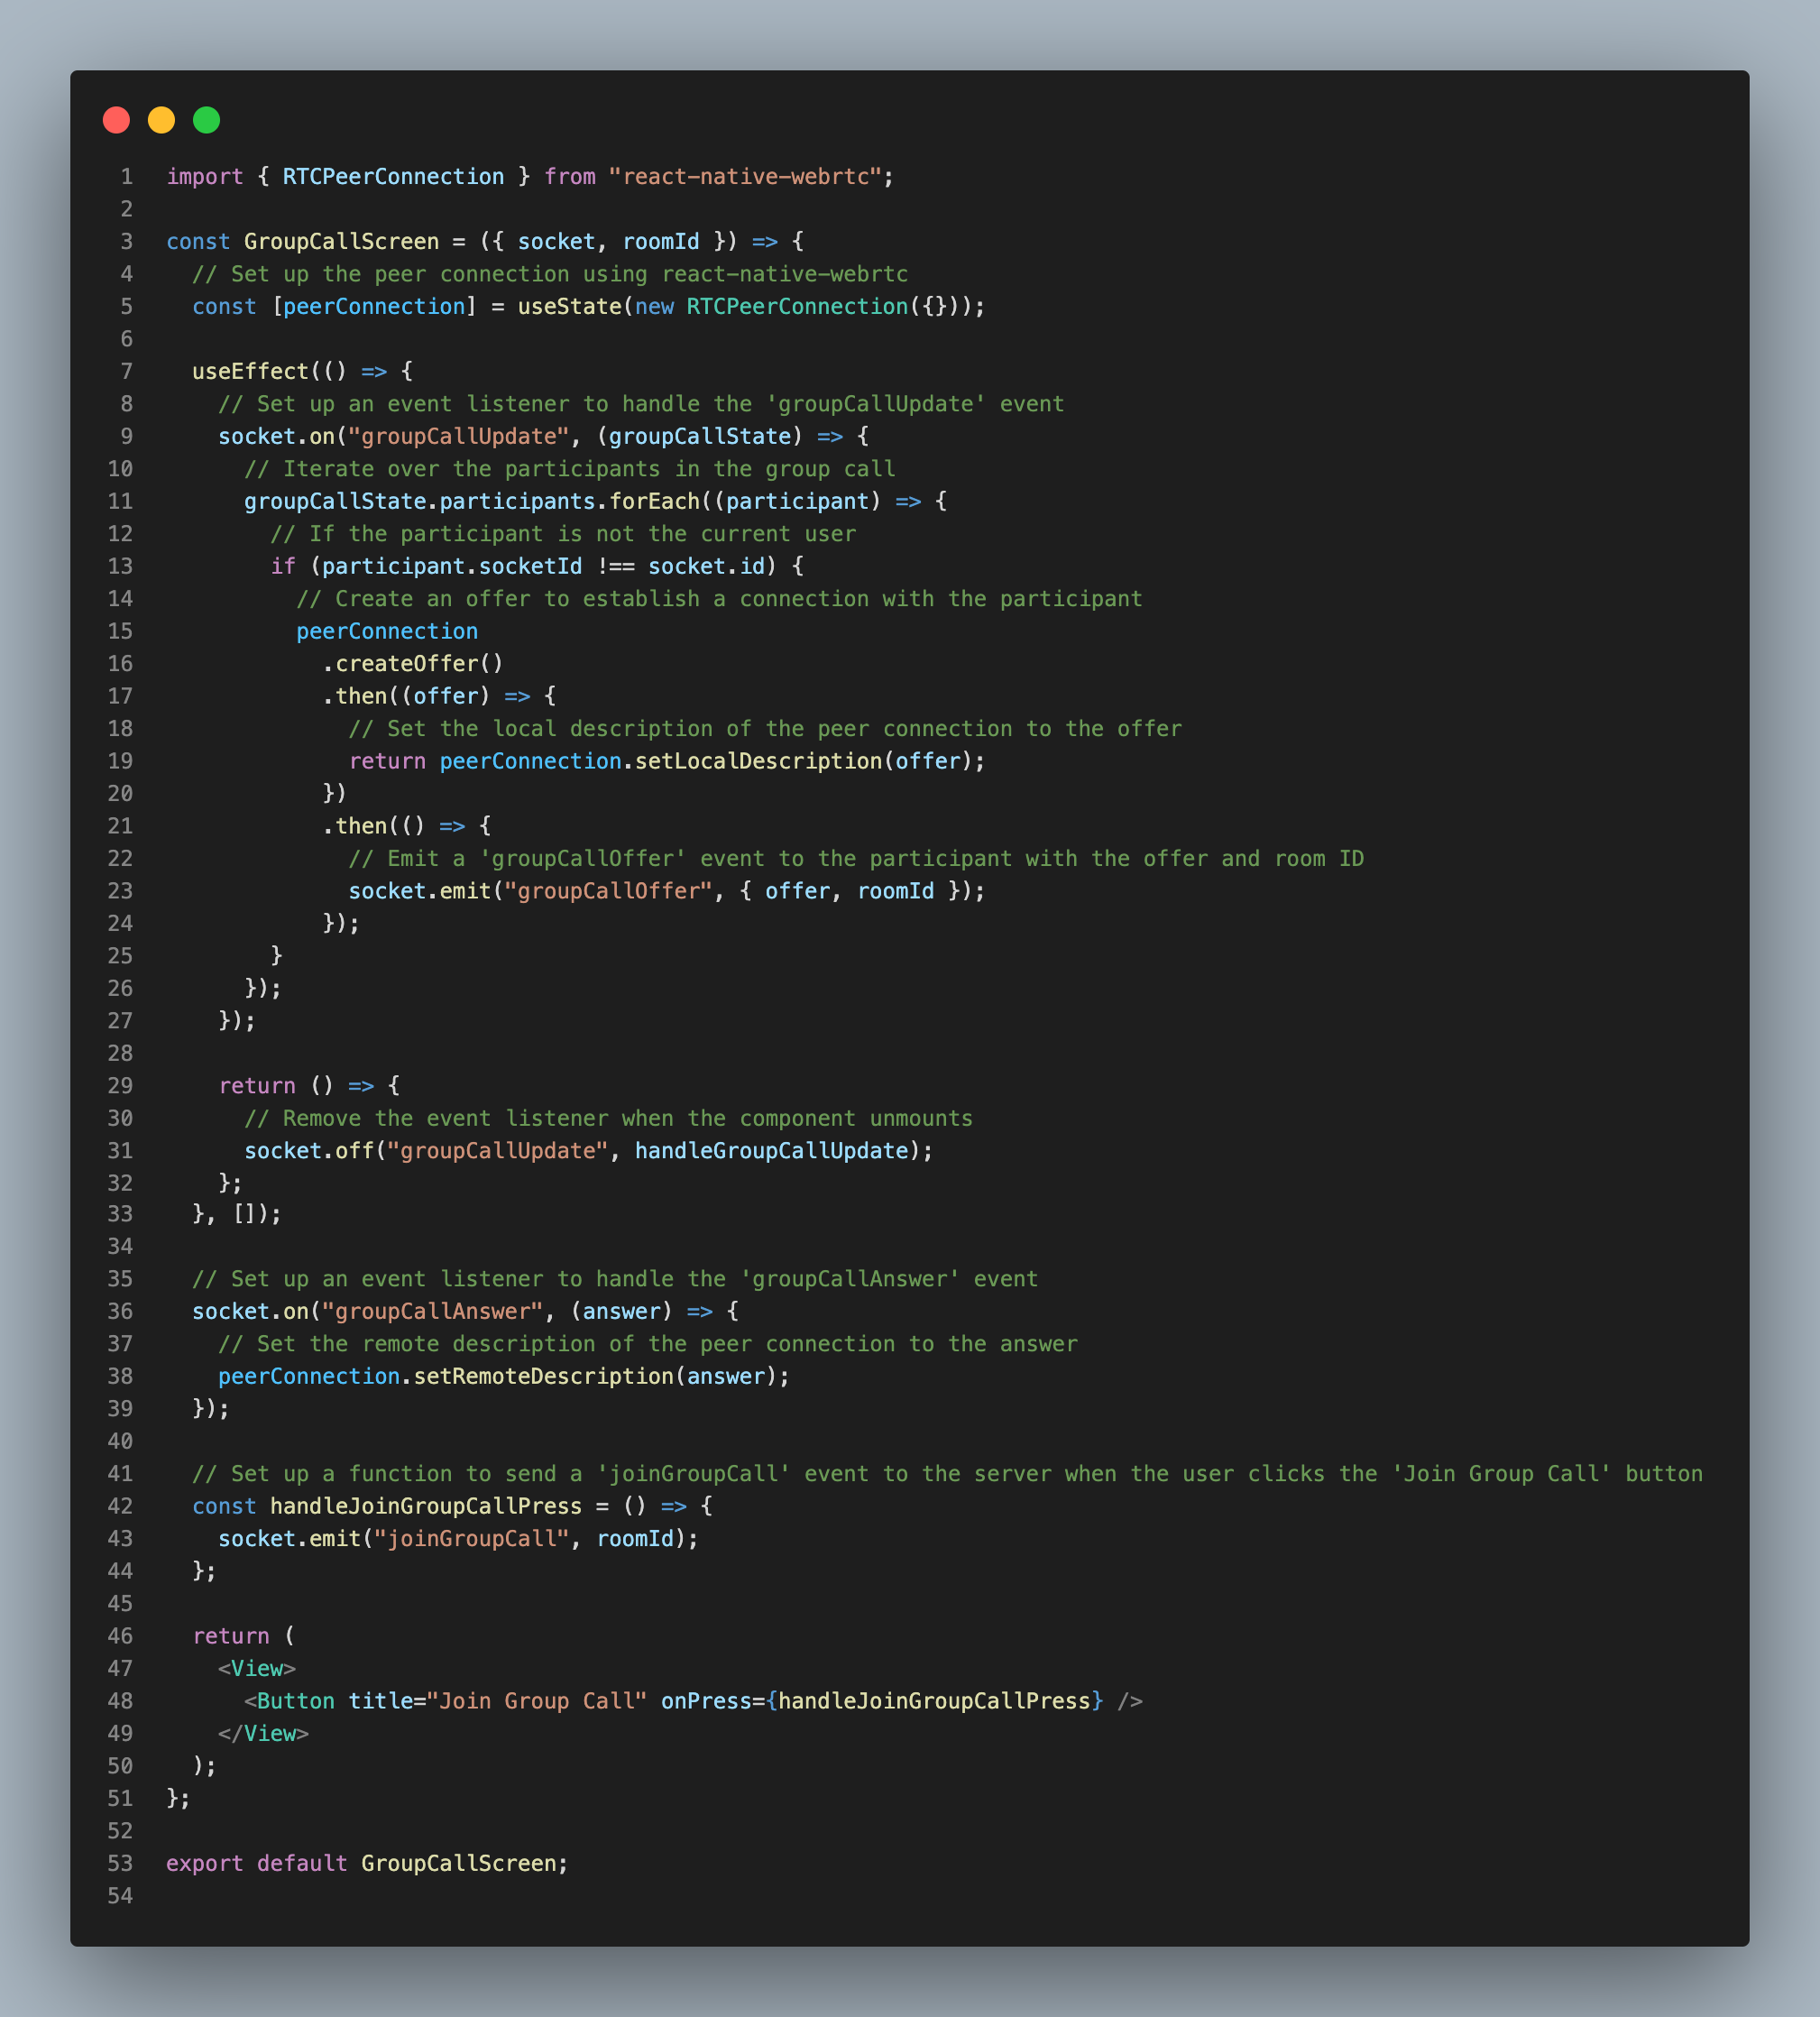 1 import { RTCPeerConnection } from "react-native-webrtc";
2
3 const GroupCallScreen = ({ socket, roomId }) => {
4   // Set up the peer connection using react-native-webrtc
5   const [peerConnection] = useState(new RTCPeerConnection({}));
6
7   useEffect(() => {
8     // Set up an event listener to handle the 'groupCallUpdate' event
9     socket.on("groupCallUpdate", (groupCallState) => {
10       // Iterate over the participants in the group call
11       groupCallState.participants.forEach((participant) => {
12         // If the participant is not the current user
13         if (participant.socketId !== socket.id) {
14           // Create an offer to establish a connection with the participant
15           peerConnection
16             .createOffer()
17             .then((offer) => {
18               // Set the local description of the peer connection to the offer
19               return peerConnection.setLocalDescription(offer);
20             })
21             .then(() => {
22               // Emit a 'groupCallOffer' event to the participant with the offer and room ID
23               socket.emit("groupCallOffer", { offer, roomId });
24             });
25         }
26       });
27     });
28
29     return () => {
30       // Remove the event listener when the component unmounts
31       socket.off("groupCallUpdate", handleGroupCallUpdate);
32     };
33   }, []);
34
35   // Set up an event listener to handle the 'groupCallAnswer' event
36   socket.on("groupCallAnswer", (answer) => {
37     // Set the remote description of the peer connection to the answer
38     peerConnection.setRemoteDescription(answer);
39   });
40
41   // Set up a function to send a 'joinGroupCall' event to the server when the user clicks the 'Join Group Call' button
42   const handleJoinGroupCallPress = () => {
43     socket.emit("joinGroupCall", roomId);
44   };
45
46   return (
47     <View>
48       <Button title="Join Group Call" onPress={handleJoinGroupCallPress} />
49     </View>
50   );
51 };
52
53 export default GroupCallScreen;
54